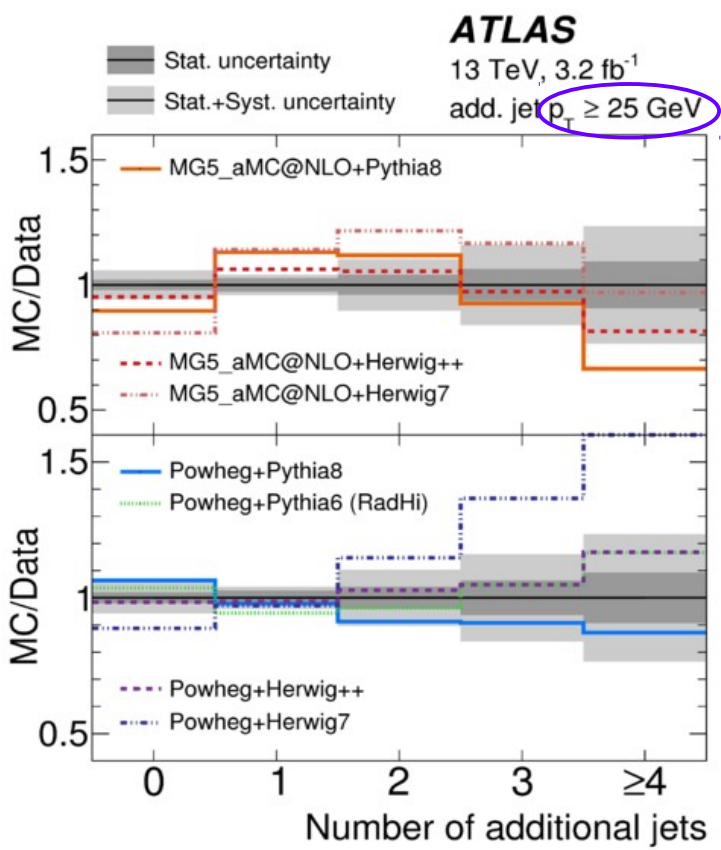 ATLAS
Stat. uncertainty
13 TeV, 3.2 fb⁻¹
Stat.+Syst. uncertainty
add. jet p_T ≥ 25 GeV
1.5
MG5_aMC@NLO+Pythia8
MC/Data
1
MG5_aMC@NLO+Herwig++
MG5_aMC@NLO+Herwig7
0.5
1.5
Powheg+Pythia8
Powheg+Pythia6 (RadHi)
MC/Data
1
Powheg+Herwig++
Powheg+Herwig7
0.5
0 1 2 3 ≥4
Number of additional jets